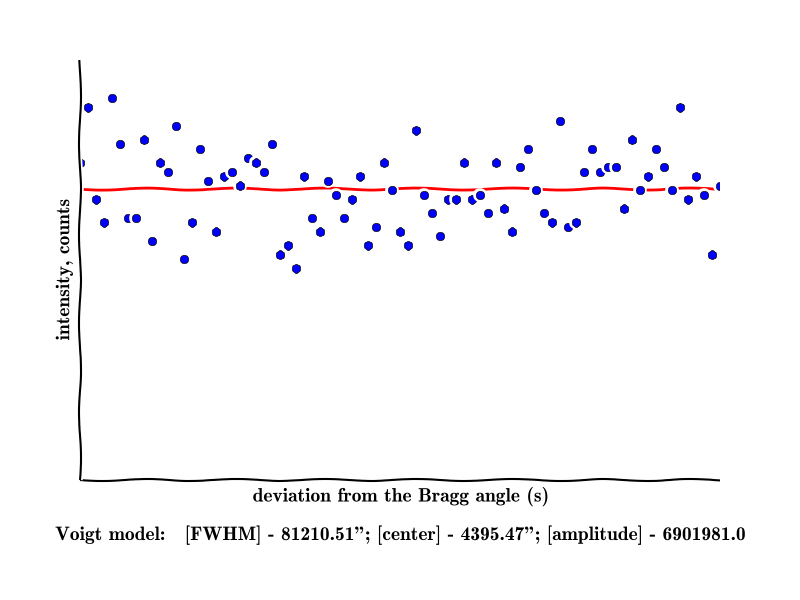 intensity, counts
deviation from the Bragg angle (s)
Voigt model: [FWHM] - 81210.51”; [center] - 4395.47”; [amplitude] - 6901981.0